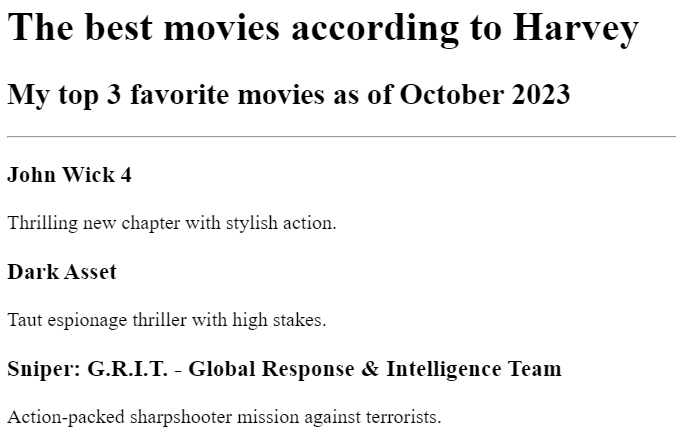 The best movies according to Harvey
My top 3 favorite movies as of October 2023
John Wick 4
Thrilling new chapter with stylish action.
Dark Asset
Taut espionage thriller with high stakes.
Sniper: G.R.I.T. - Global Response & Intelligence Team
Action-packed sharpshooter mission against terrorists.